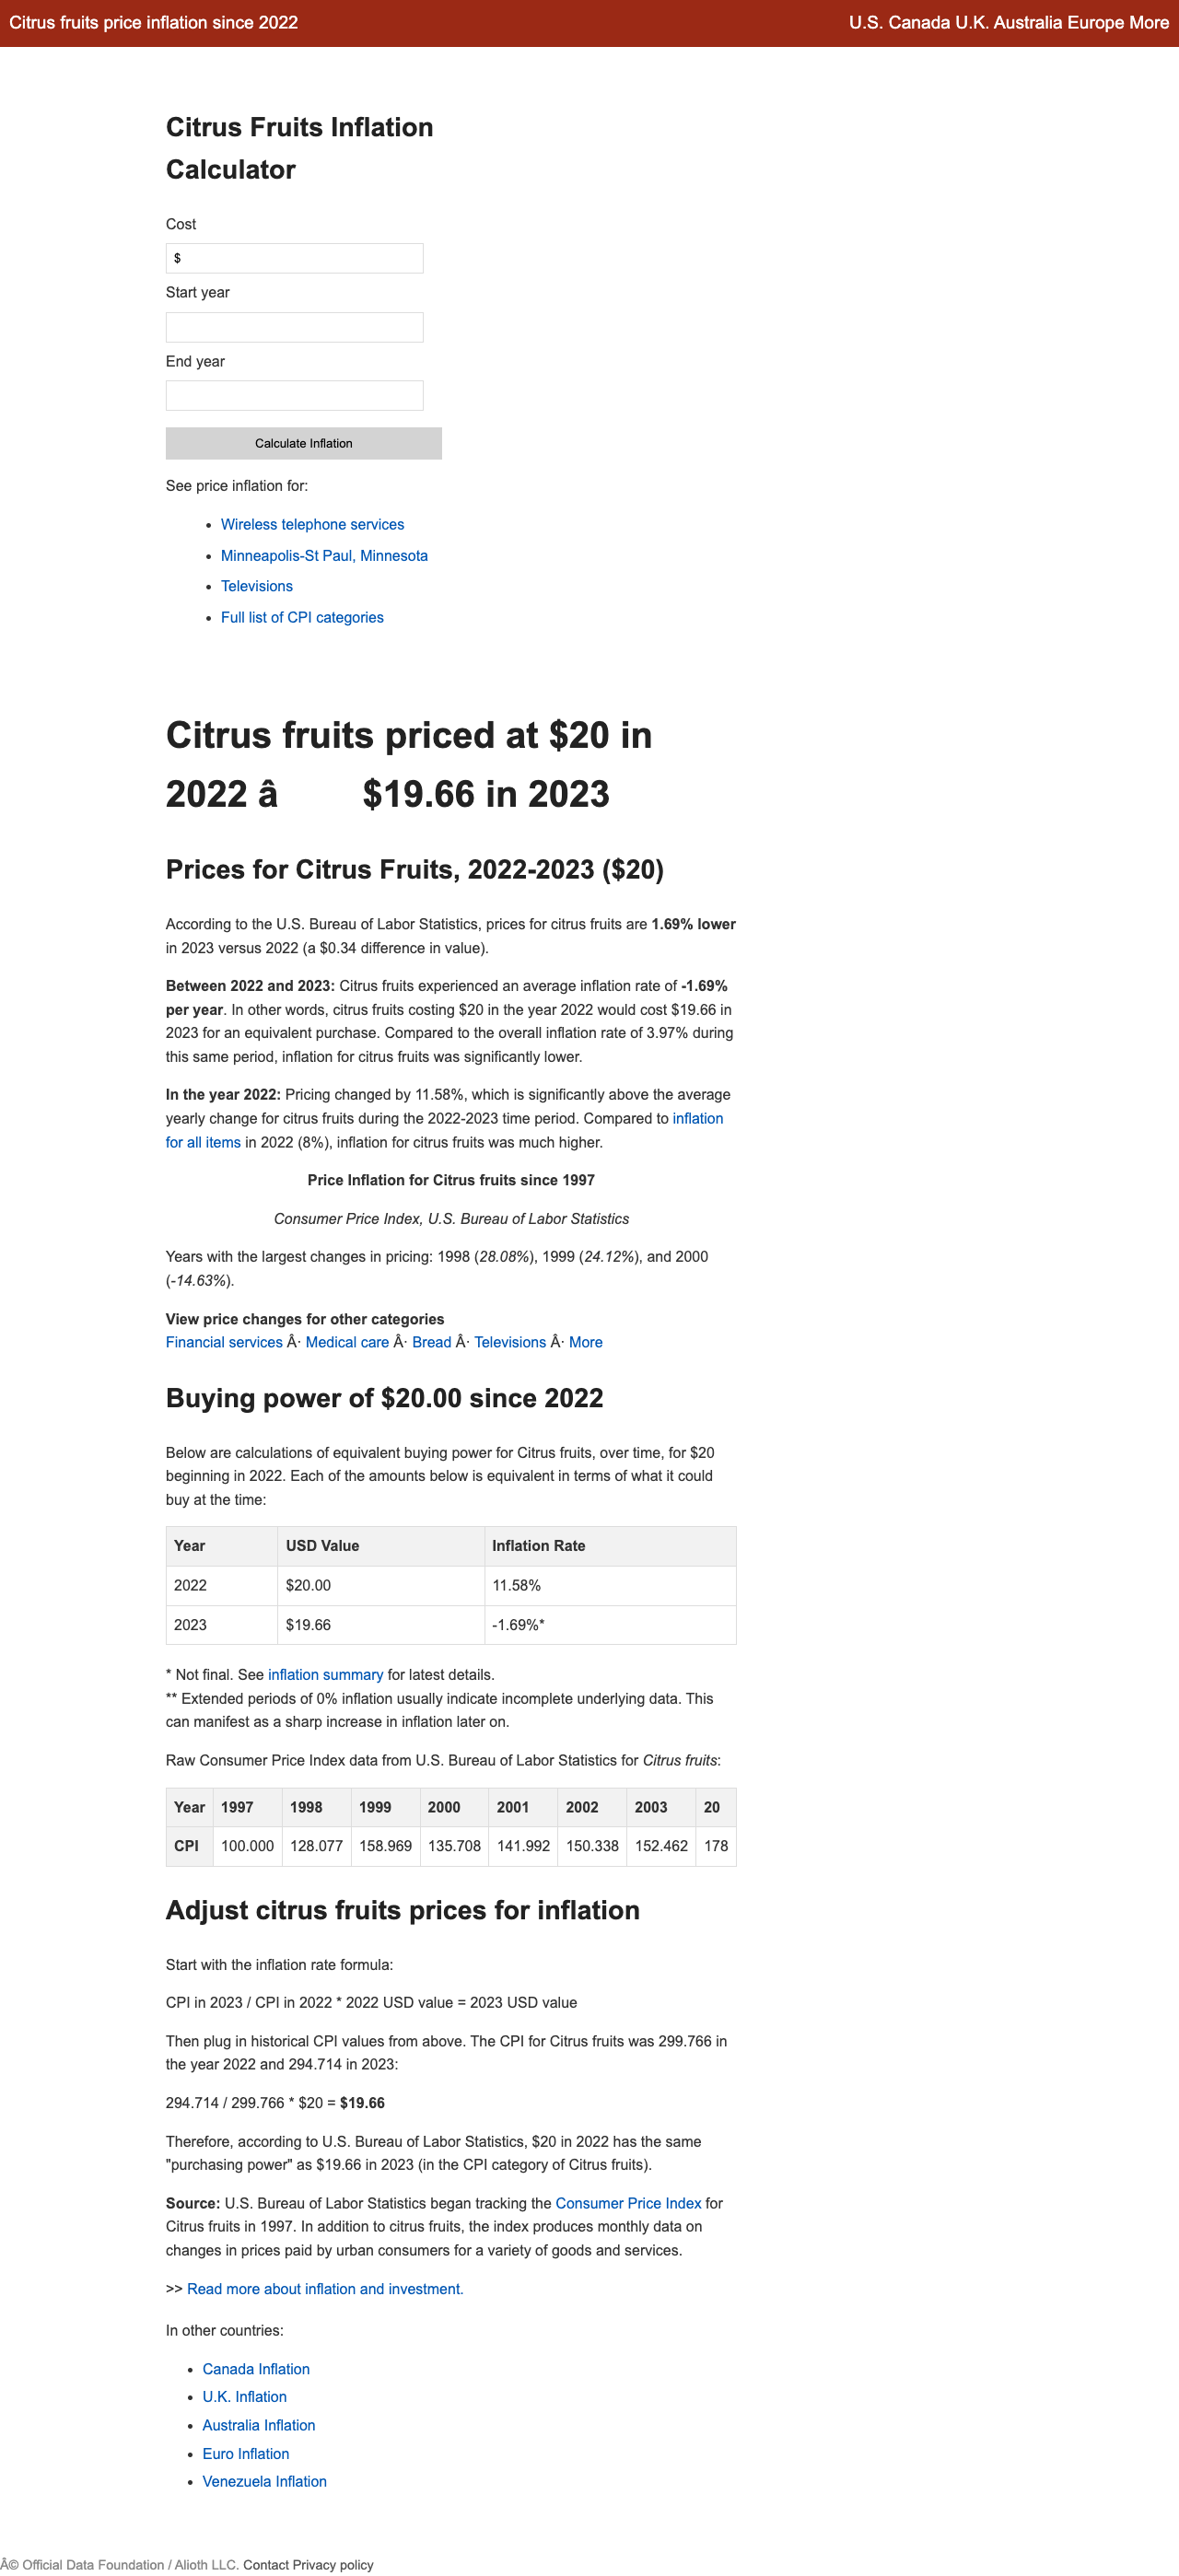 Citrus fruits price inflation since 2022
U.S. Canada U.K. Australia Europe More
Citrus Fruits Inflation
Calculator
Cost
$
Start year
End year
Calculate Inflation
See price inflation for:
• Wireless telephone services
• Minneapolis-St Paul, Minnesota
• Televisions
• Full list of CPI categories
Citrus fruits priced at $20 in
2022 â $19.66 in 2023
Prices for Citrus Fruits, 2022-2023 ($20)
According to the U.S. Bureau of Labor Statistics, prices for citrus fruits are 1.69% lower
in 2023 versus 2022 (a $0.34 difference in value).
Between 2022 and 2023: Citrus fruits experienced an average inflation rate of -1.69%
per year. In other words, citrus fruits costing $20 in the year 2022 would cost $19.66 in
2023 for an equivalent purchase. Compared to the overall inflation rate of 3.97% during
this same period, inflation for citrus fruits was significantly lower.
In the year 2022: Pricing changed by 11.58%, which is significantly above the average
yearly change for citrus fruits during the 2022-2023 time period. Compared to inflation
for all items in 2022 (8%), inflation for citrus fruits was much higher.
Price Inflation for Citrus fruits since 1997
Consumer Price Index, U.S. Bureau of Labor Statistics
Years with the largest changes in pricing: 1998 (28.08%), 1999 (24.12%), and 2000
(-14.63%).
View price changes for other categories
Financial services Â· Medical care Â· Bread Â· Televisions Â· More
Buying power of $20.00 since 2022
Below are calculations of equivalent buying power for Citrus fruits, over time, for $20
beginning in 2022. Each of the amounts below is equivalent in terms of what it could
buy at the time:
Year USD Value Inflation Rate
2022 $20.00 11.58%
2023 $19.66 -1.69%*
* Not final. See inflation summary for latest details.
** Extended periods of 0% inflation usually indicate incomplete underlying data. This
can manifest as a sharp increase in inflation later on.
Raw Consumer Price Index data from U.S. Bureau of Labor Statistics for Citrus fruits:
Year 1997 1998 1999 2000 2001 2002 2003 20
CPI 100.000 128.077 158.969 135.708 141.992 150.338 152.462 178
Adjust citrus fruits prices for inflation
Start with the inflation rate formula:
CPI in 2023 / CPI in 2022 * 2022 USD value = 2023 USD value
Then plug in historical CPI values from above. The CPI for Citrus fruits was 299.766 in
the year 2022 and 294.714 in 2023:
294.714 / 299.766 * $20 = $19.66
Therefore, according to U.S. Bureau of Labor Statistics, $20 in 2022 has the same
"purchasing power" as $19.66 in 2023 (in the CPI category of Citrus fruits).
Source: U.S. Bureau of Labor Statistics began tracking the Consumer Price Index for
Citrus fruits in 1997. In addition to citrus fruits, the index produces monthly data on
changes in prices paid by urban consumers for a variety of goods and services.
>> Read more about inflation and investment.
In other countries:
• Canada Inflation
• U.K. Inflation
• Australia Inflation
• Euro Inflation
• Venezuela Inflation
Â© Official Data Foundation / Alioth LLC. Contact Privacy policy